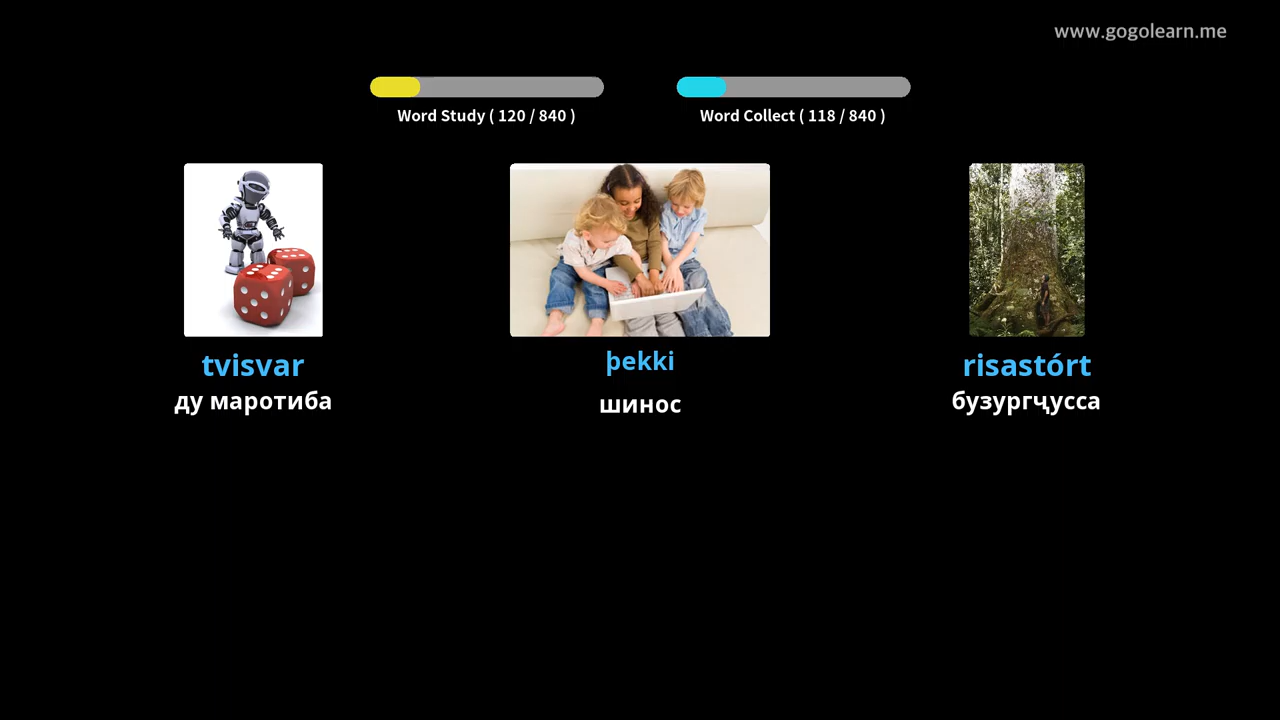 www.gogolearn.me
Word Study ( 120 / 840 )
Word Collect ( 118 / 840 )
tvisvar
þekki
risastórt
ду маротиба
шинос
бузургҷусса